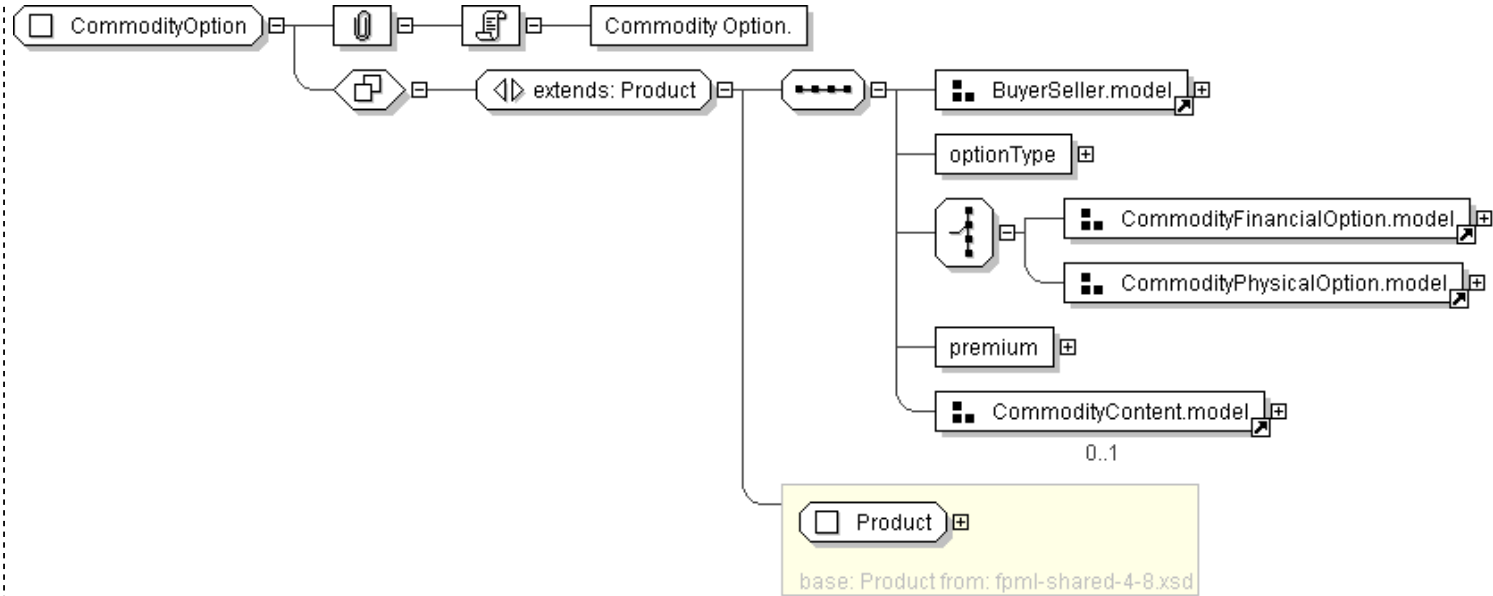 CommodityOption
Commodity Option.
extends: Product
BuyerSeller.model
optionType
CommodityFinancialOption.model
CommodityPhysicalOption.model
premium
CommodityContent.model
0..1
Product
base: Product from: fpml-shared-4-8.xsd